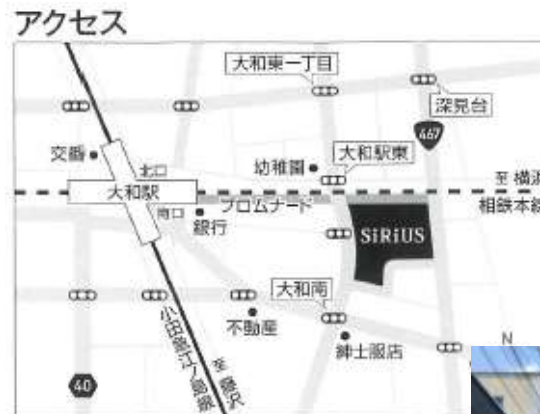 アクセス
大和東一丁目
深見台
467
交番
北口
幼稚園
大和駅東
至 横浜
大和駅
プロムナード
相鉄本線
南口
銀行
SiRiUS
大和南
不動産
紳士服店
小田急江ノ島線
至 藤沢
N
40